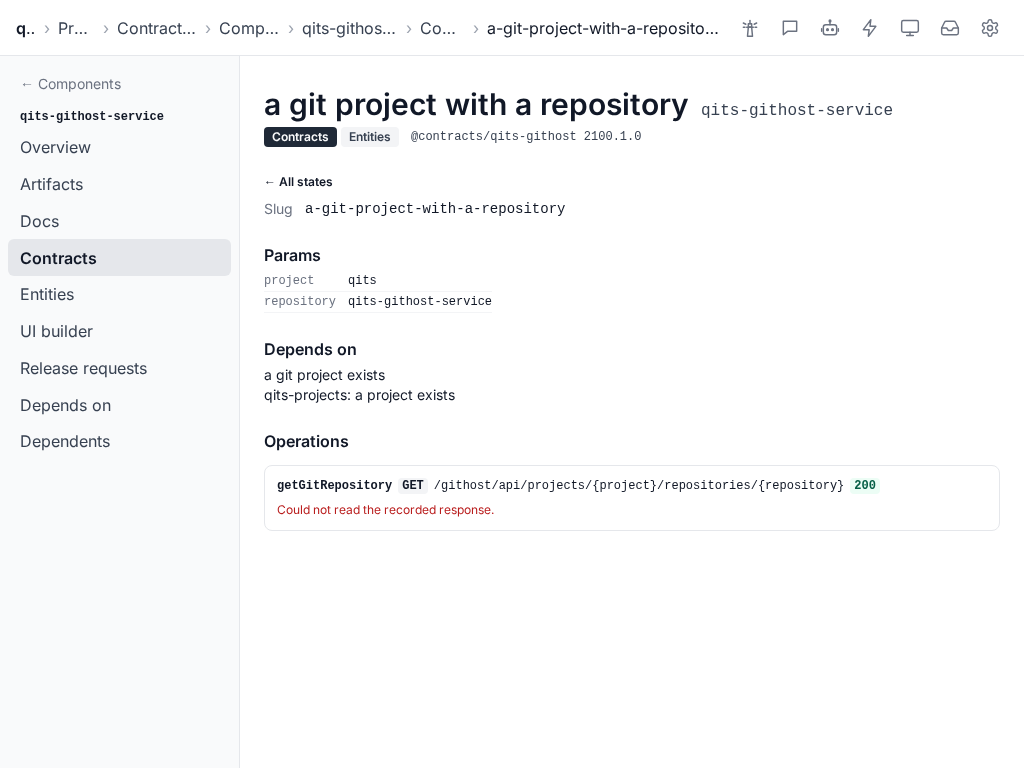 q.. › Pr... › Contract... › Comp... › qits-githos... › Co... › a-git-project-with-a-reposito...
← Components
qits-githost-service
Overview
Artifacts
Docs
Contracts
Entities
UI builder
Release requests
Depends on
Dependents
a git project with a repository qits-githost-service
Contracts Entities @contracts/qits-githost 2100.1.0
← All states
Slug a-git-project-with-a-repository
Params
project qits
repository qits-githost-service
Depends on
a git project exists
qits-projects: a project exists
Operations
getGitRepository GET /githost/api/projects/{project}/repositories/{repository} 200
Could not read the recorded response.